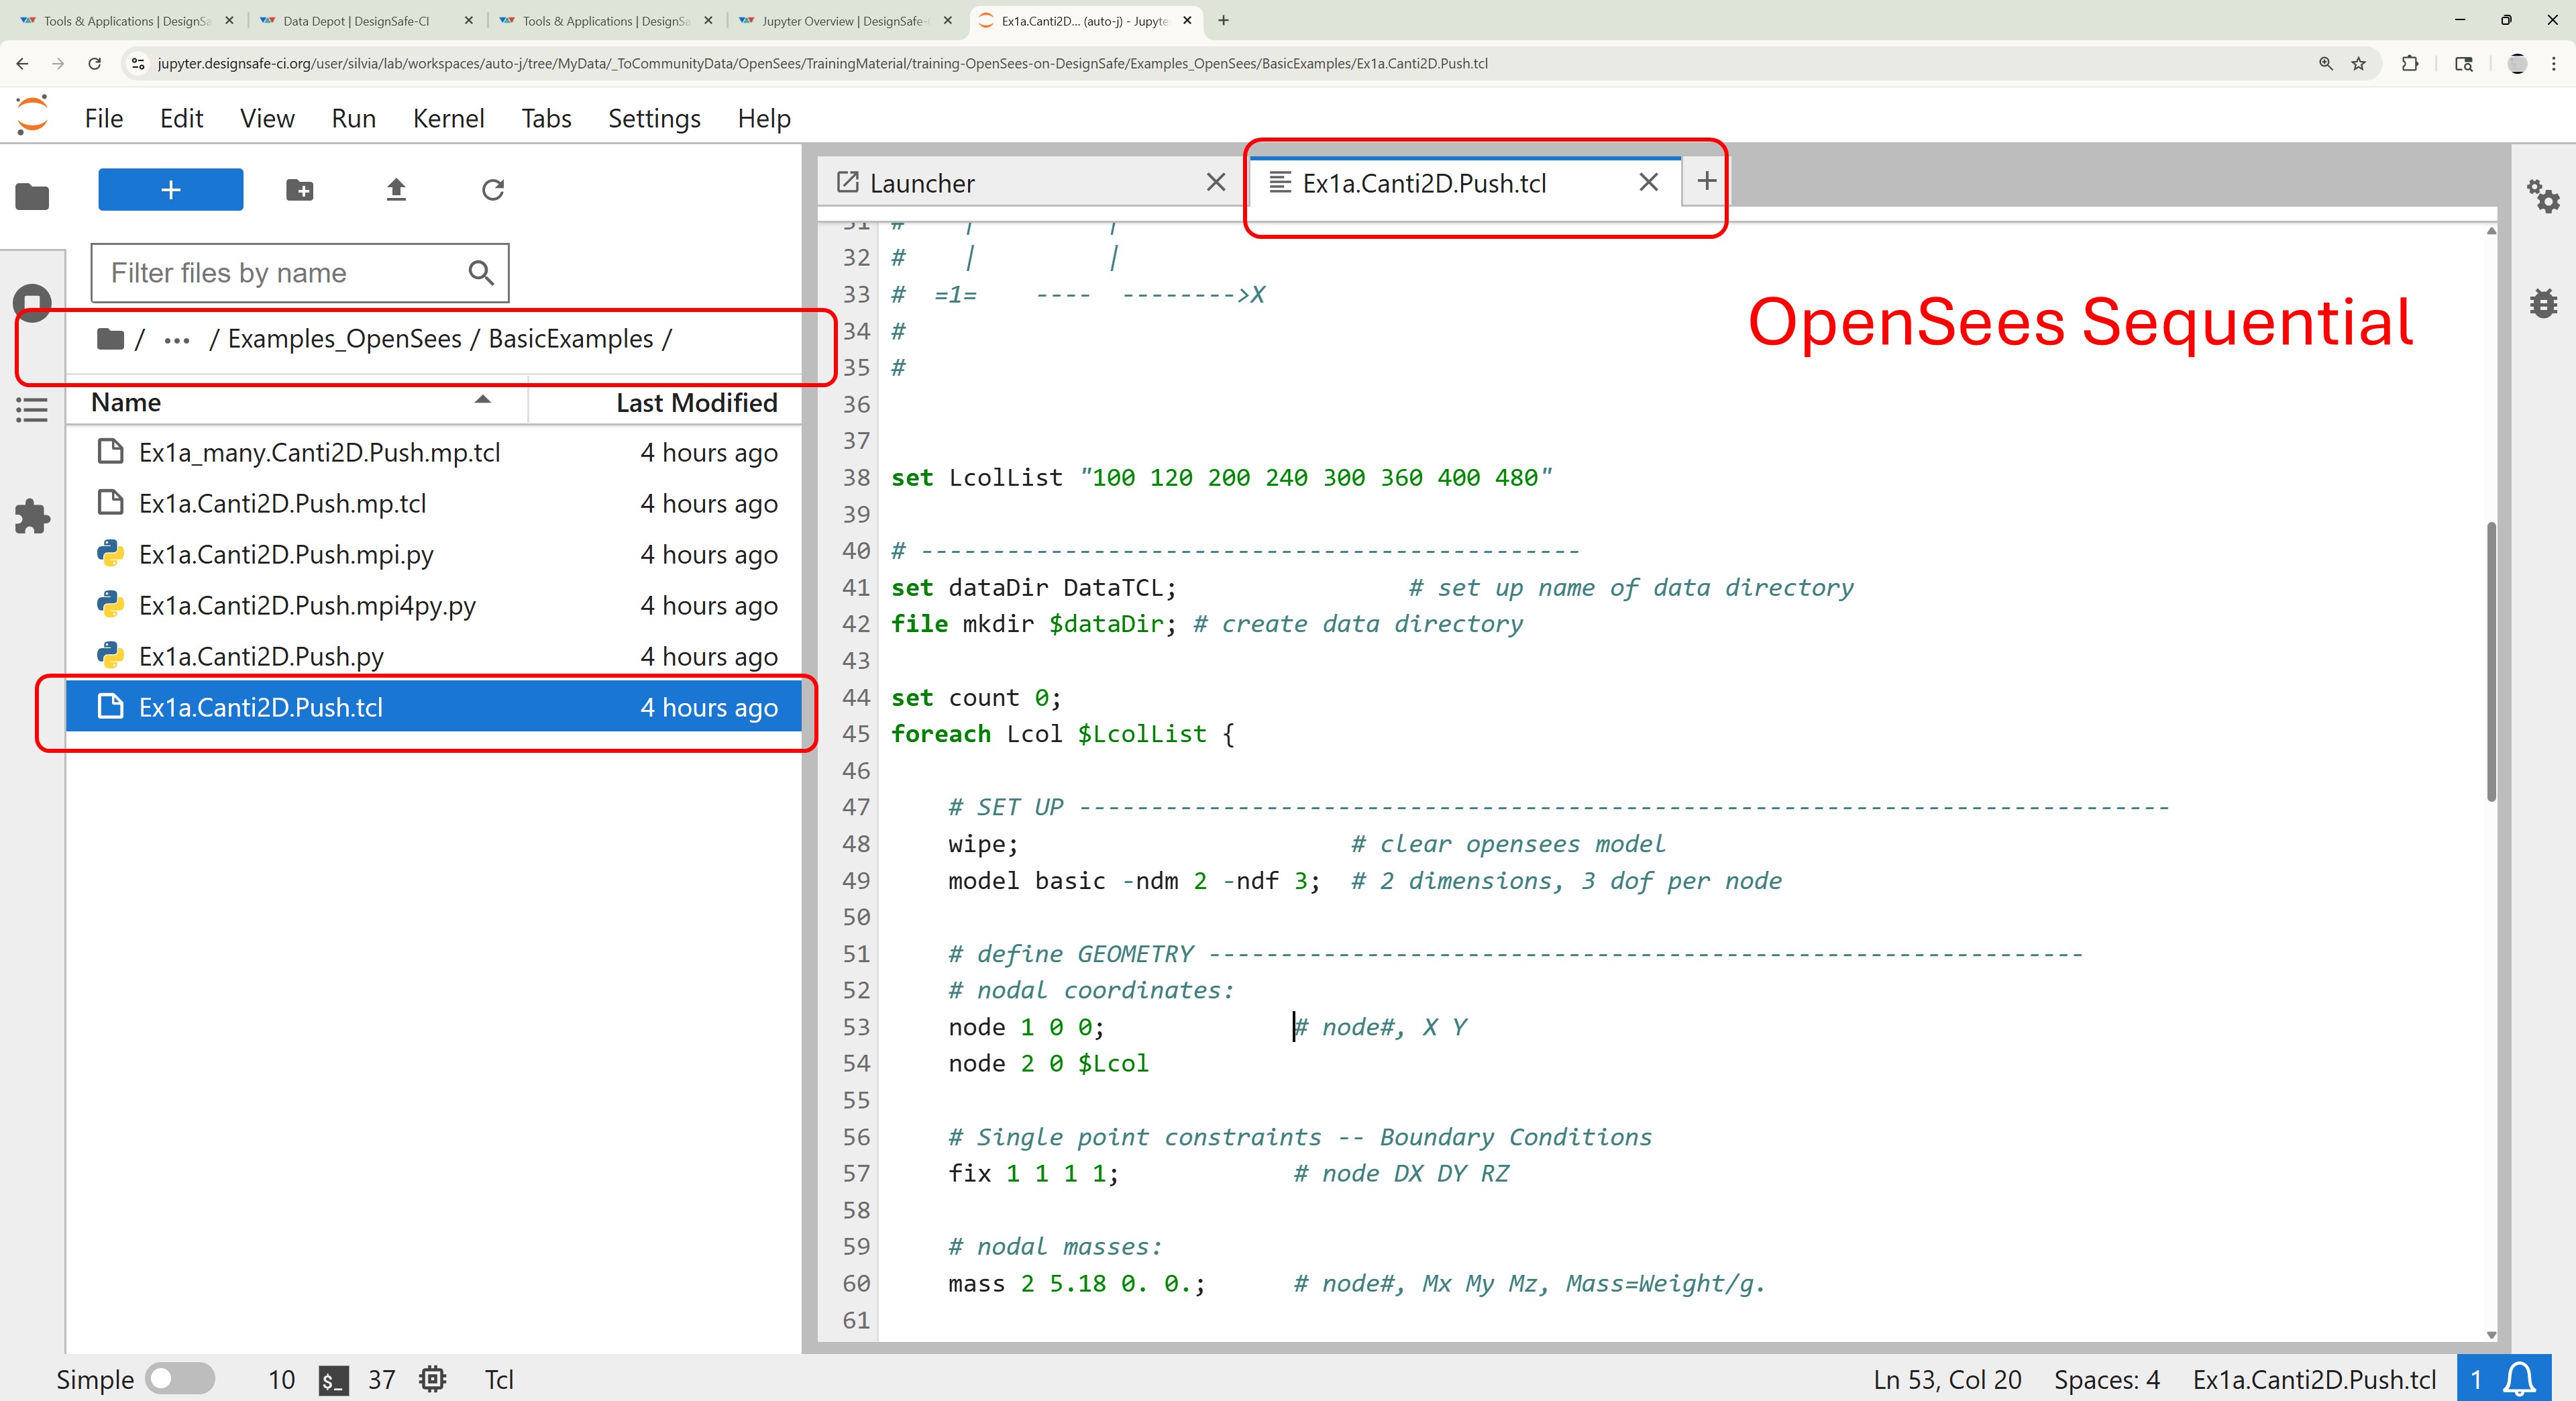 Tools & Applications | DesignSa
Data Depot | DesignSafe-CI
Tools & Applications | DesignSa
Jupyter Overview | DesignSafe-
Ex1a.Canti2D... (auto-j) - Jupyte
jupyter.designsafe-ci.org/user/silvia/lab/workspaces/auto-j/tree/MyData/_ToCommunityData/OpenSees/TrainingMaterial/training-OpenSees-on-DesignSafe/Examples_OpenSees/BasicExamples/Ex1a.Canti2D.Push.tcl
File Edit View Run Kernel Tabs Settings Help
+
Filter files by name
/ ··· / Examples_OpenSees / BasicExamples /
Name Last Modified
Ex1a_many.Canti2D.Push.mp.tcl 4 hours ago
Ex1a.Canti2D.Push.mp.tcl 4 hours ago
Ex1a.Canti2D.Push.mpi.py 4 hours ago
Ex1a.Canti2D.Push.mpi4py.py 4 hours ago
Ex1a.Canti2D.Push.py 4 hours ago
Ex1a.Canti2D.Push.tcl 4 hours ago
Launcher
Ex1a.Canti2D.Push.tcl
OpenSees Sequential
31 #    |         |
32 #    |         |
33 #  =1=    ----  -------->X
34 #
35 #
36
37
38 set LcolList "100 120 200 240 300 360 400 480"
39
40 # ----------------------------------------------
41 set dataDir DataTCL;                # set up name of data directory
42 file mkdir $dataDir; # create data directory
43
44 set count 0;
45 foreach Lcol $LcolList {
46
47     # SET UP ----------------------------------------------------------------------------
48     wipe;                       # clear opensees model
49     model basic -ndm 2 -ndf 3;  # 2 dimensions, 3 dof per node
50
51     # define GEOMETRY -------------------------------------------------------------
52     # nodal coordinates:
53     node 1 0 0;             # node#, X Y
54     node 2 0 $Lcol
55
56     # Single point constraints -- Boundary Conditions
57     fix 1 1 1 1;            # node DX DY RZ
58
59     # nodal masses:
60     mass 2 5.18 0. 0.;      # node#, Mx My Mz, Mass=Weight/g.
61
Simple 10 $_ 37 Tcl Ln 53, Col 20 Spaces: 4 Ex1a.Canti2D.Push.tcl 1